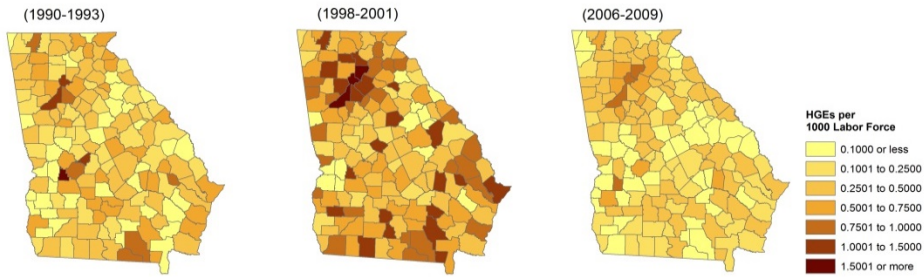 (1990-1993)
(1998-2001)
(2006-2009)
HGEs per
1000 Labor Force
0.1000 or less
0.1001 to 0.2500
0.2501 to 0.5000
0.5001 to 0.7500
0.7501 to 1.0000
1.0001 to 1.5000
1.5001 or more